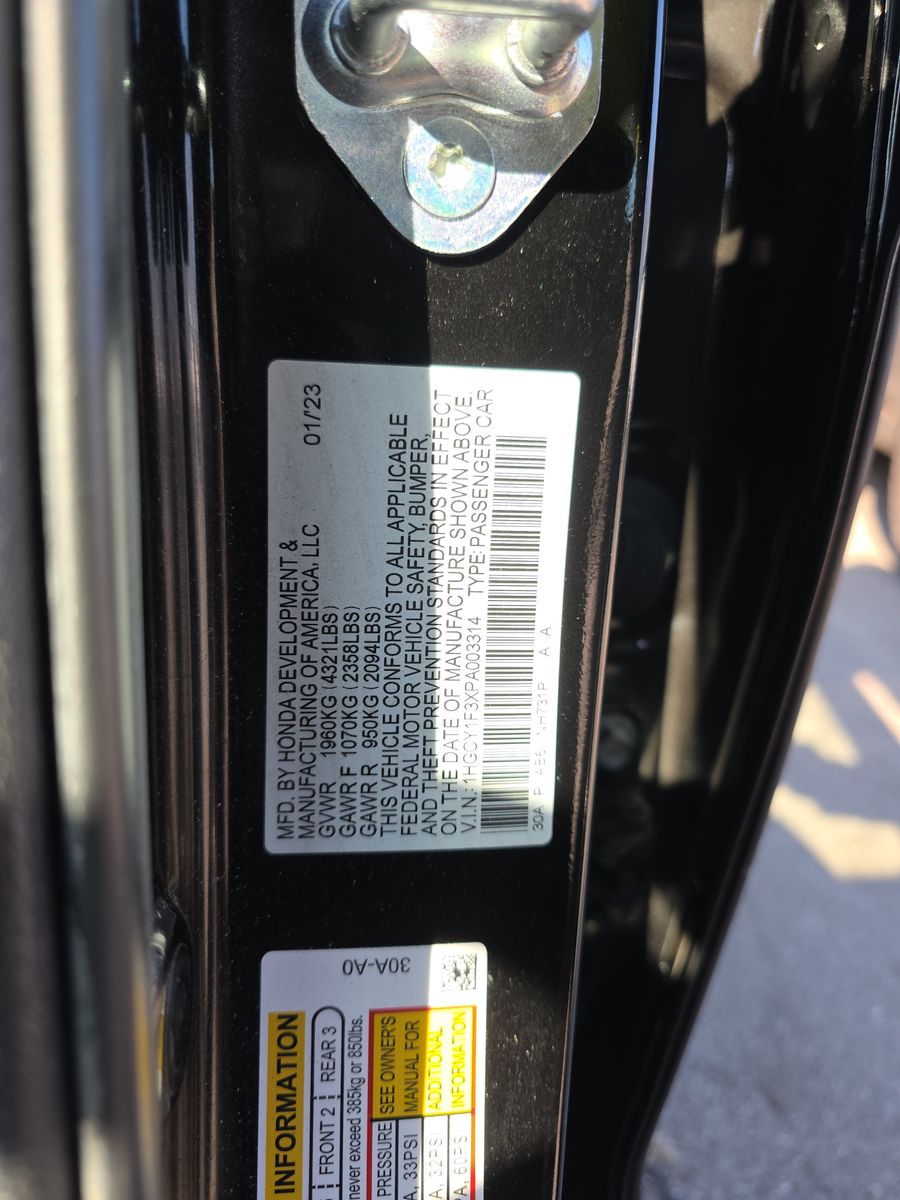 MFD. BY HONDA DEVELOPMENT &
MANUFACTURING OF AMERICA, LLC 01/'23
GVWR 1960KG (4321LBS)
GAWR F 1070KG (2358LBS)
GAWR R 950KG (2094LBS)
THIS VEHICLE CONFORMS TO ALL APPLICABLE
FEDERAL MOTOR VEHICLE SAFETY, BUMPER,
AND THEFT PREVENTION STANDARDS IN EFFECT
ON THE DATE OF MANUFACTURE SHOWN ABOVE.
V.I.N.: 1HGCY1F3XPA003314 TYPE: PASSENGER CAR
30A NH731P A A
30A-A0
INFORMATION
FRONT 2 REAR 3
never exceed 385kg or 850lbs.
PRESSURE SEE OWNER'S
33PSI MANUAL FOR
32PSI ADDITIONAL
60PSI INFORMATION